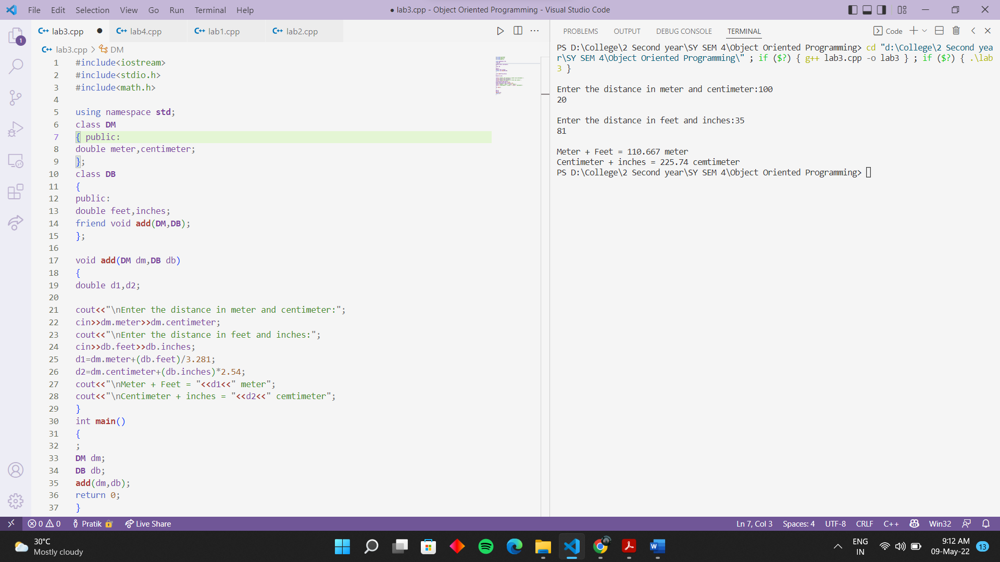 File Edit Selection View Go Run Terminal Help
● lab3.cpp - Object Oriented Programming - Visual Studio Code
C++ lab3.cpp ●
C++ lab4.cpp
C++ lab1.cpp
C++ lab2.cpp
C++ lab3.cpp > DM
1 #include<iostream>
2 #include<stdio.h>
3 #include<math.h>
4
5 using namespace std;
6 class DM
7 { public:
8 double meter,centimeter;
9 };
10 class DB
11 {
12 public:
13 double feet,inches;
14 friend void add(DM,DB);
15 };
16
17 void add(DM dm,DB db)
18 {
19 double d1,d2;
20
21 cout<<"\nEnter the distance in meter and centimeter:";
22 cin>>dm.meter>>dm.centimeter;
23 cout<<"\nEnter the distance in feet and inches:";
24 cin>>db.feet>>db.inches;
25 d1=dm.meter+(db.feet)/3.281;
26 d2=dm.centimeter+(db.inches)*2.54;
27 cout<<"\nMeter + Feet = "<<d1<<" meter";
28 cout<<"\nCentimeter + inches = "<<d2<<" cemtimeter";
29 }
30 int main()
31 {
32 ;
33 DM dm;
34 DB db;
35 add(dm,db);
36 return 0;
37 }
PROBLEMS OUTPUT DEBUG CONSOLE TERMINAL
Code
PS D:\College\2 Second year\SY SEM 4\Object Oriented Programming> cd "d:\College\2 Second yea
r\SY SEM 4\Object Oriented Programming\" ; if ($?) { g++ lab3.cpp -o lab3 } ; if ($?) { .\lab
3 }
Enter the distance in meter and centimeter:100
20
Enter the distance in feet and inches:35
81
Meter + Feet = 110.667 meter
Centimeter + inches = 225.74 cemtimeter
PS D:\College\2 Second year\SY SEM 4\Object Oriented Programming>
1
0 0 Pratik Live Share
Ln 7, Col 3 Spaces: 4 UTF-8 CRLF C++ Win32
30°C
Mostly cloudy
ENG
IN
9:12 AM
09-May-22
13